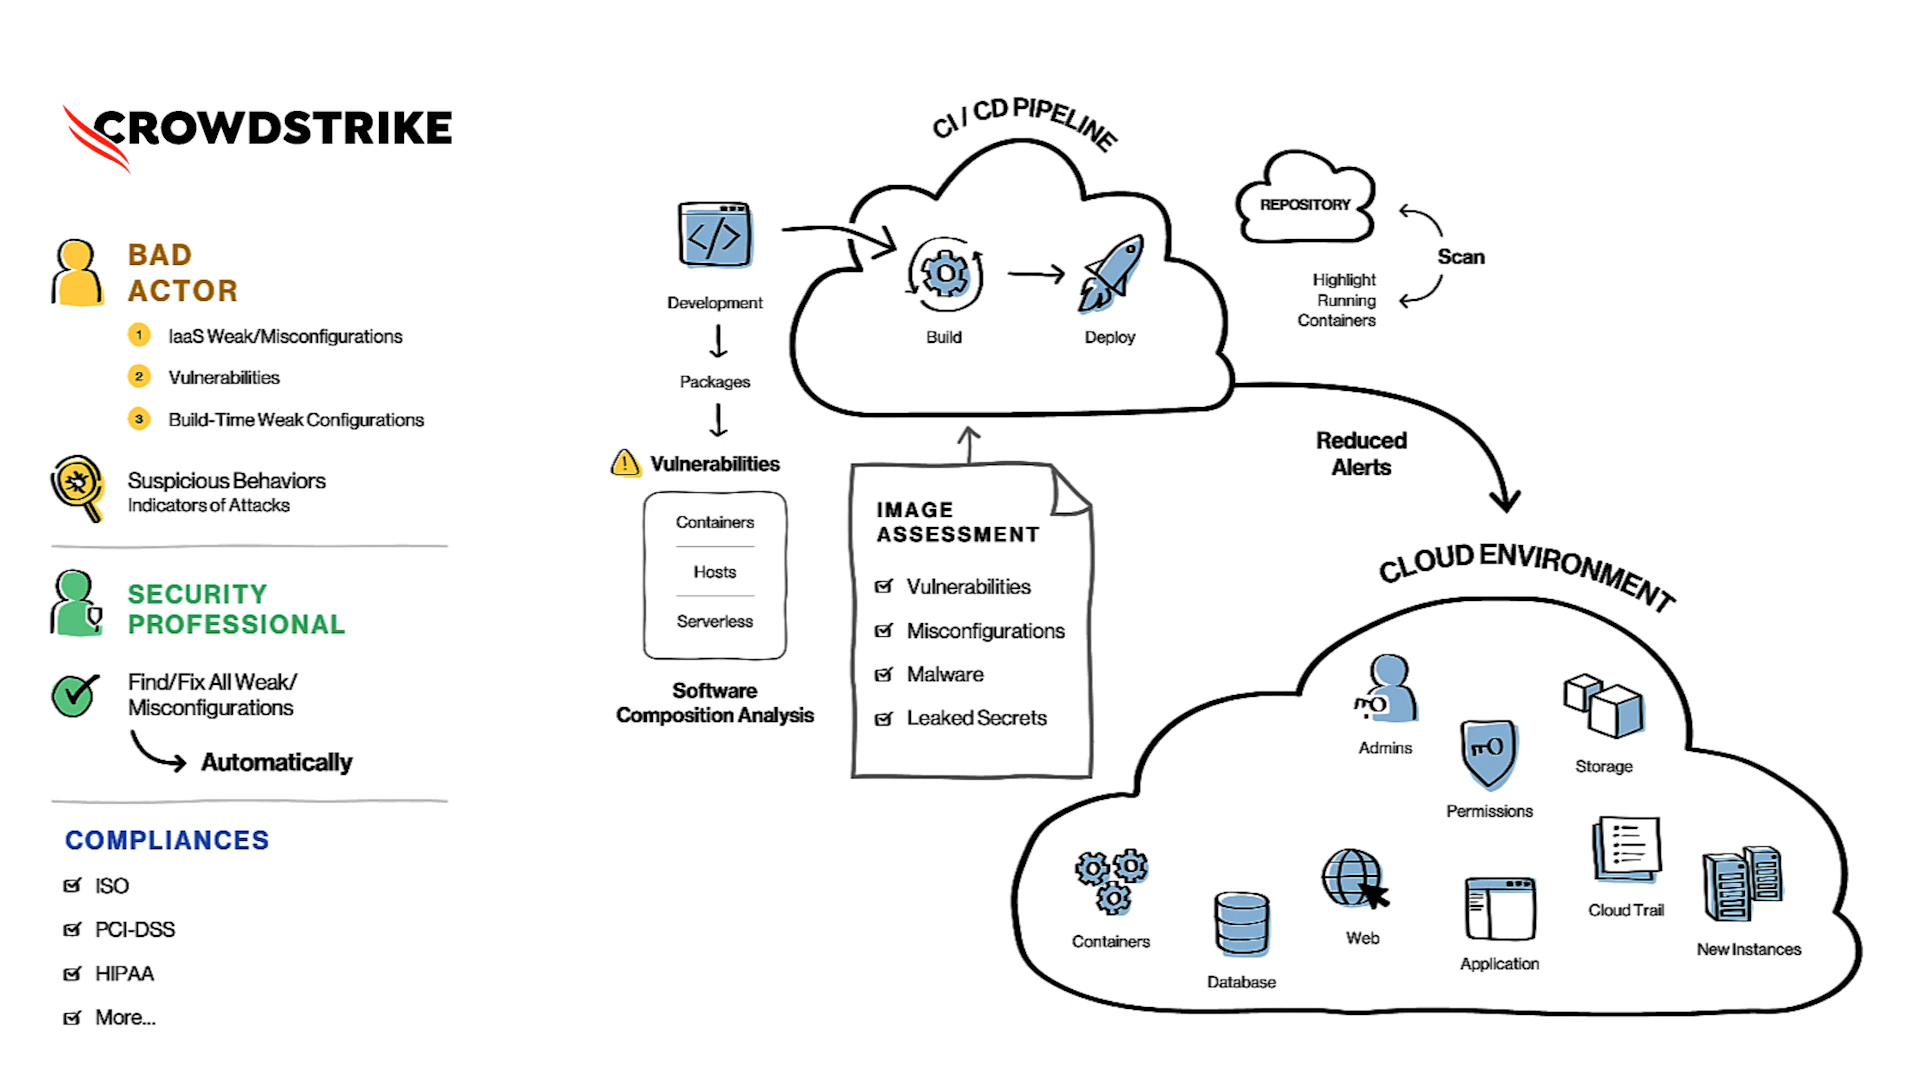 CROWDSTRIKE
BAD
ACTOR
1 IaaS Weak/Misconfigurations
2 Vulnerabilities
3 Build-Time Weak Configurations
Suspicious Behaviors
Indicators of Attacks
SECURITY
PROFESSIONAL
Find/Fix All Weak/
Misconfigurations
Automatically
COMPLIANCES
ISO
PCI-DSS
HIPAA
More...
Development
Packages
Vulnerabilities
Containers
Hosts
Serverless
Software
Composition Analysis
CI / CD PIPELINE
Build
Deploy
IMAGE
ASSESSMENT
Vulnerabilities
Misconfigurations
Malware
Leaked Secrets
REPOSITORY
Scan
Highlight
Running
Containers
Reduced
Alerts
CLOUD ENVIRONMENT
Admins
Permissions
Storage
Containers
Database
Web
Application
Cloud Trail
New Instances